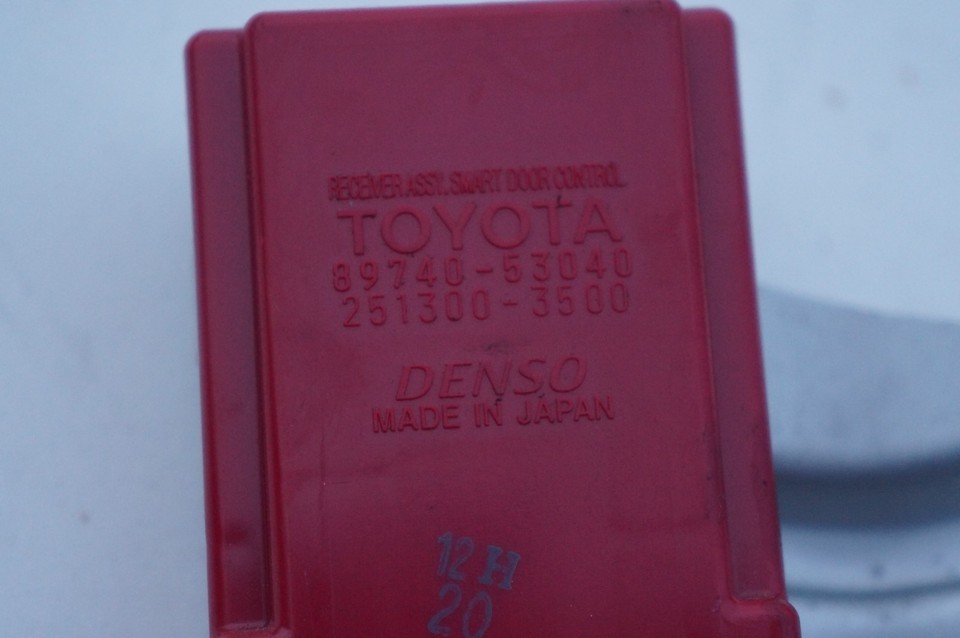 RECEIVER ASSY, SMART DOOR CONTROL
TOYOTA
89740-53040
251300-3500
DENSO
MADE IN JAPAN
12 H
20